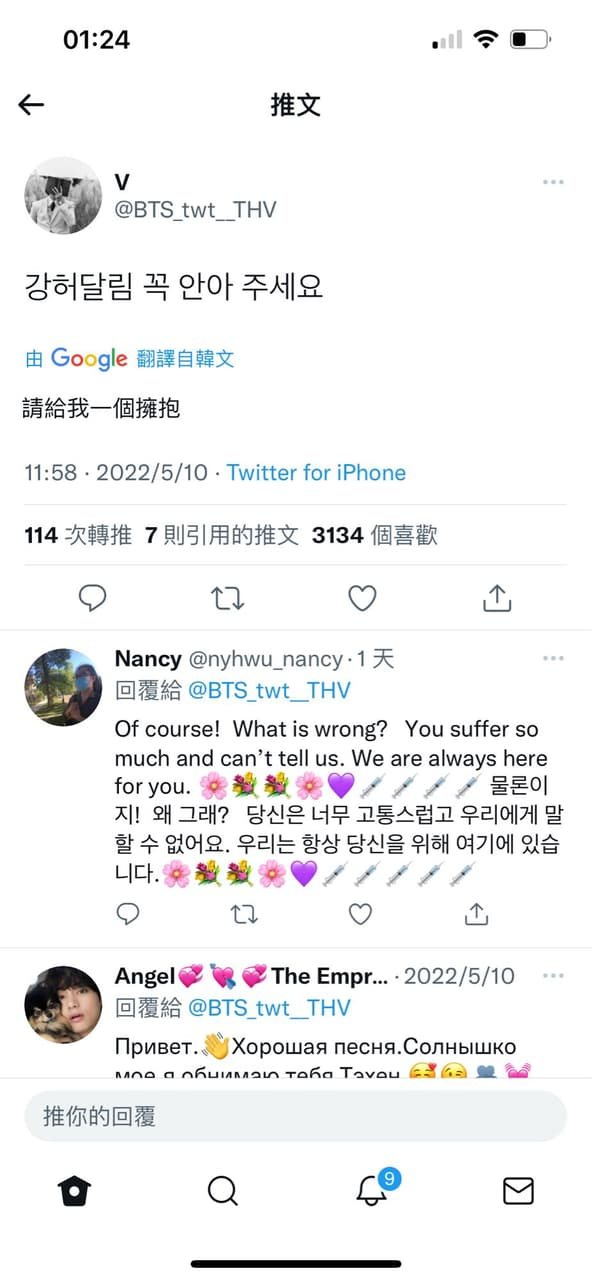 01:24
推文
V
@BTS_twt__THV
강허달림 꼭 안아 주세요
由 Google 翻譯自韓文
請給我一個擁抱
11:58 · 2022/5/10 · Twitter for iPhone
114 次轉推 7 則引用的推文 3134 個喜歡
Nancy @nyhwu_nancy · 1 天
回覆給 @BTS_twt__THV
Of course! What is wrong? You suffer so
much and can't tell us. We are always here
for you. 🌸💐💐🌸💜💉💉💉💉 물론이
지! 왜 그래? 당신은 너무 고통스럽고 우리에게 말
할 수 없어요. 우리는 항상 당신을 위해 여기에 있습
니다.🌸💐💐🌸💜💉💉💉💉💉
Angel💞💘💞The Empr... · 2022/5/10
回覆給 @BTS_twt__THV
Привет.👋Хорошая песня.Солнышко
мое я обнимаю тебя Тэхен 🥰😘🫂💓
推你的回覆
9